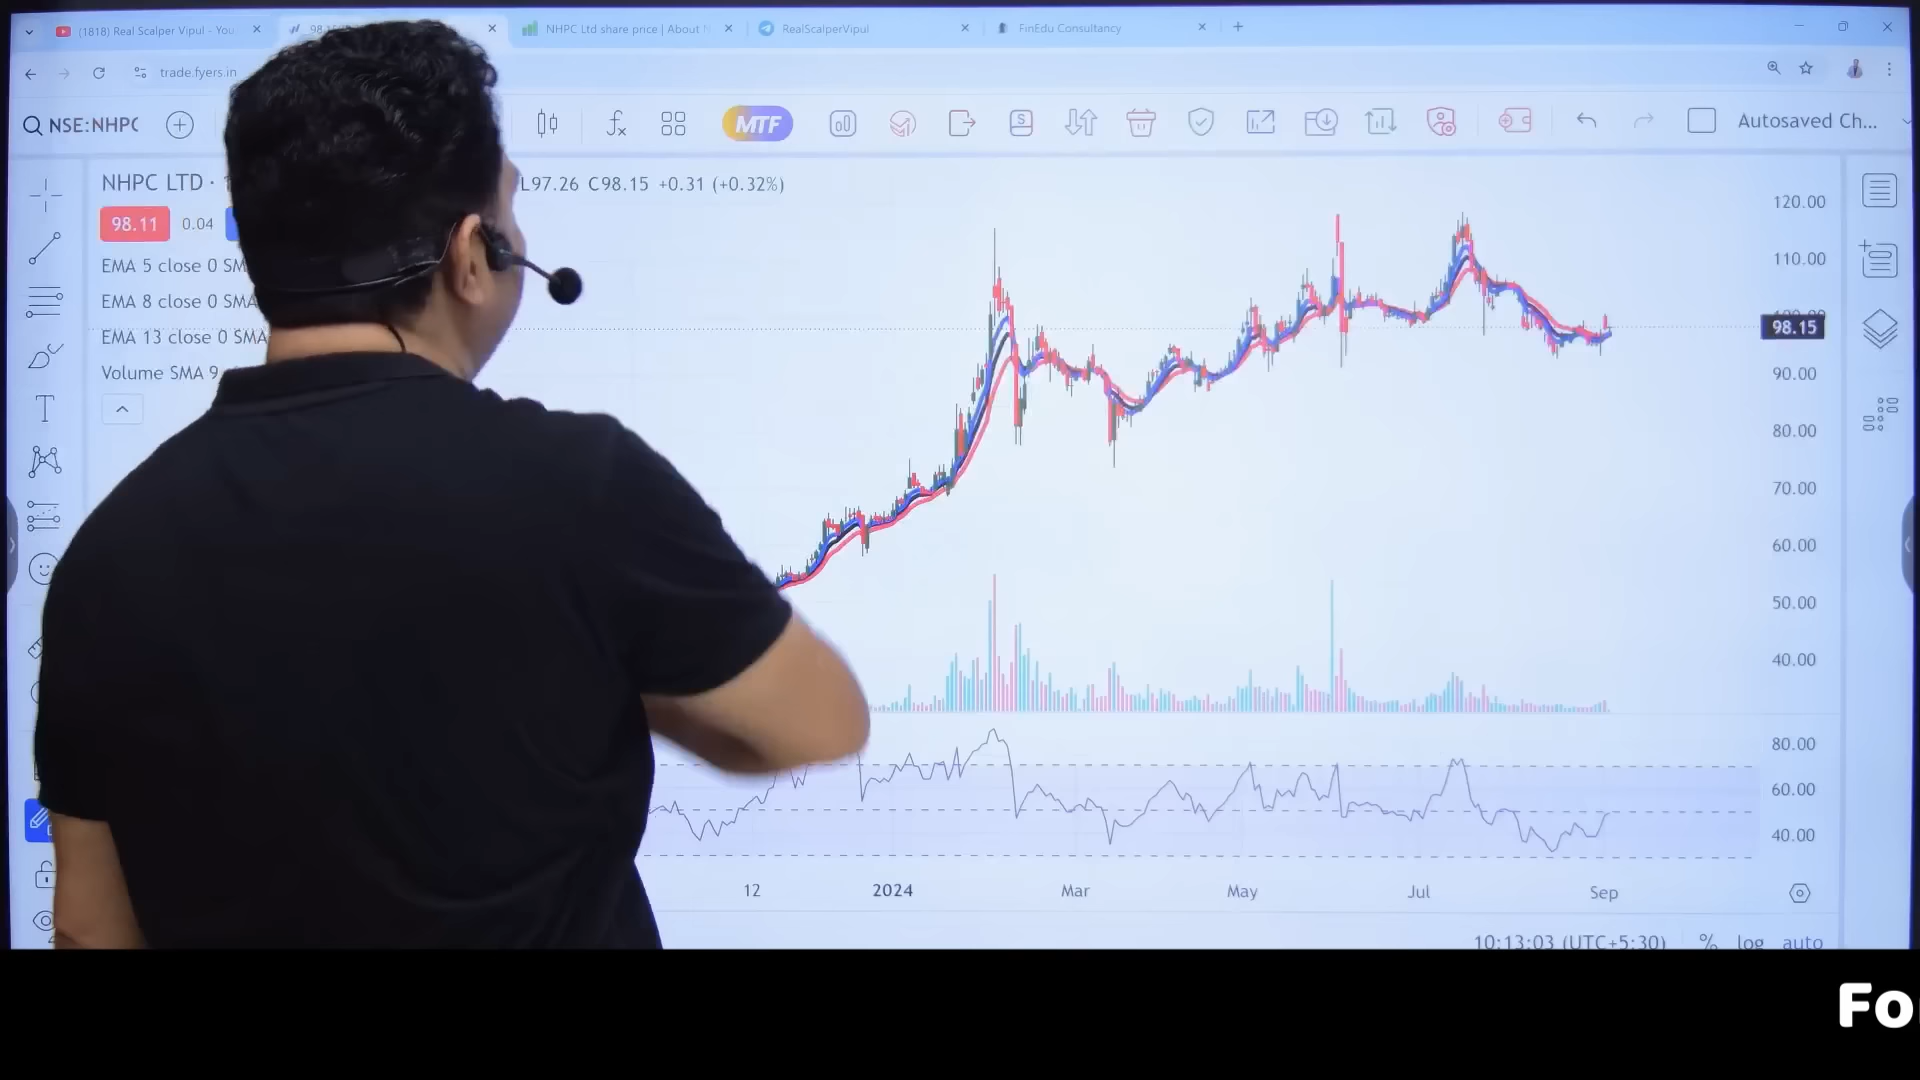 (1818) Real Scalper Vipul - You
98.
NHPC Ltd share price | About
RealScalperVipul
FinEdu Consultancy
trade.fyers.in
NSE:NHPC
MTF
Autosaved Ch...
NHPC LTD ·
L97.26 C98.15 +0.31 (+0.32%)
98.11
0.04
EMA 5 close 0 SM
EMA 8 close 0 SMA
EMA 13 close 0 SMA
Volume SMA 9
120.00
110.00
98.15
90.00
80.00
70.00
60.00
50.00
40.00
80.00
60.00
40.00
12
2024
Mar
May
Jul
Sep
10:13:03 (UTC+5:30)
%
log
auto
Fo